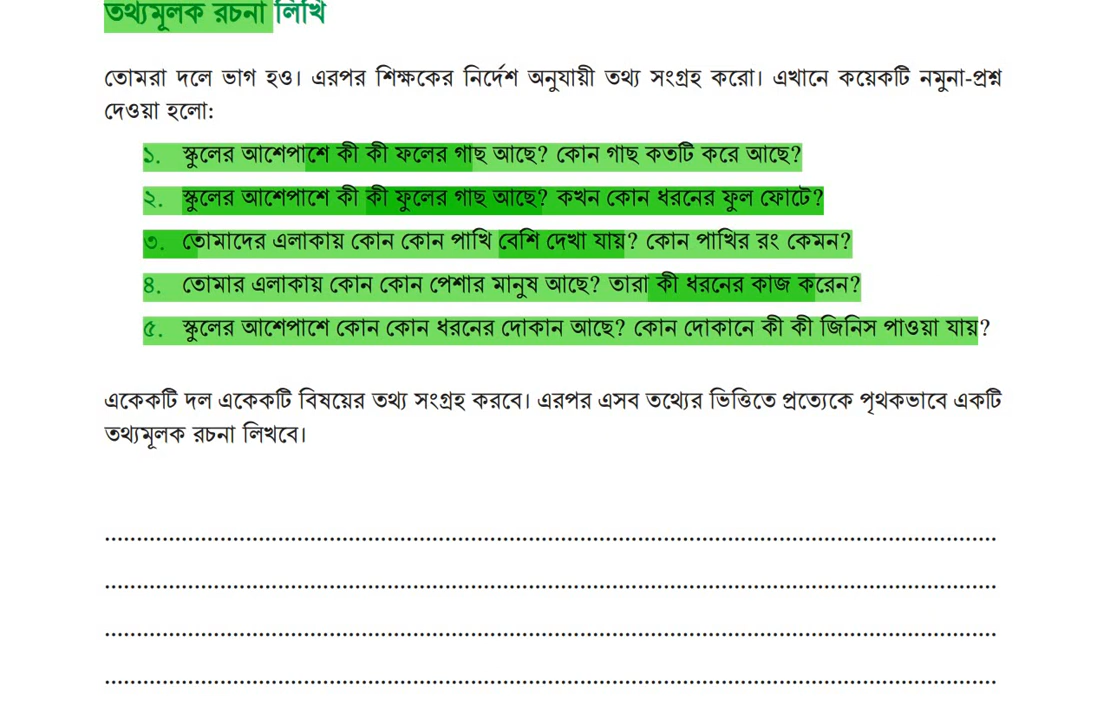 তথ্যমূলক রচনা লিখি
তোমরা দলে ভাগ হও। এরপর শিক্ষকের নির্দেশ অনুযায়ী তথ্য সংগ্রহ করো। এখানে কয়েকটি নমুনা-প্রশ্ন
দেওয়া হলো:
১. স্কুলের আশেপাশে কী কী ফলের গাছ আছে? কোন গাছ কতটি করে আছে?
২. স্কুলের আশেপাশে কী কী ফুলের গাছ আছে? কখন কোন ধরনের ফুল ফোটে?
৩. তোমাদের এলাকায় কোন কোন পাখি বেশি দেখা যায়? কোন পাখির রং কেমন?
৪. তোমার এলাকায় কোন কোন পেশার মানুষ আছে? তারা কী ধরনের কাজ করেন?
৫. স্কুলের আশেপাশে কোন কোন ধরনের দোকান আছে? কোন দোকানে কী কী জিনিস পাওয়া যায়?
একেকটি দল একেকটি বিষয়ের তথ্য সংগ্রহ করবে। এরপর এসব তথ্যের ভিত্তিতে প্রত্যেকে পৃথকভাবে একটি
তথ্যমূলক রচনা লিখবে।